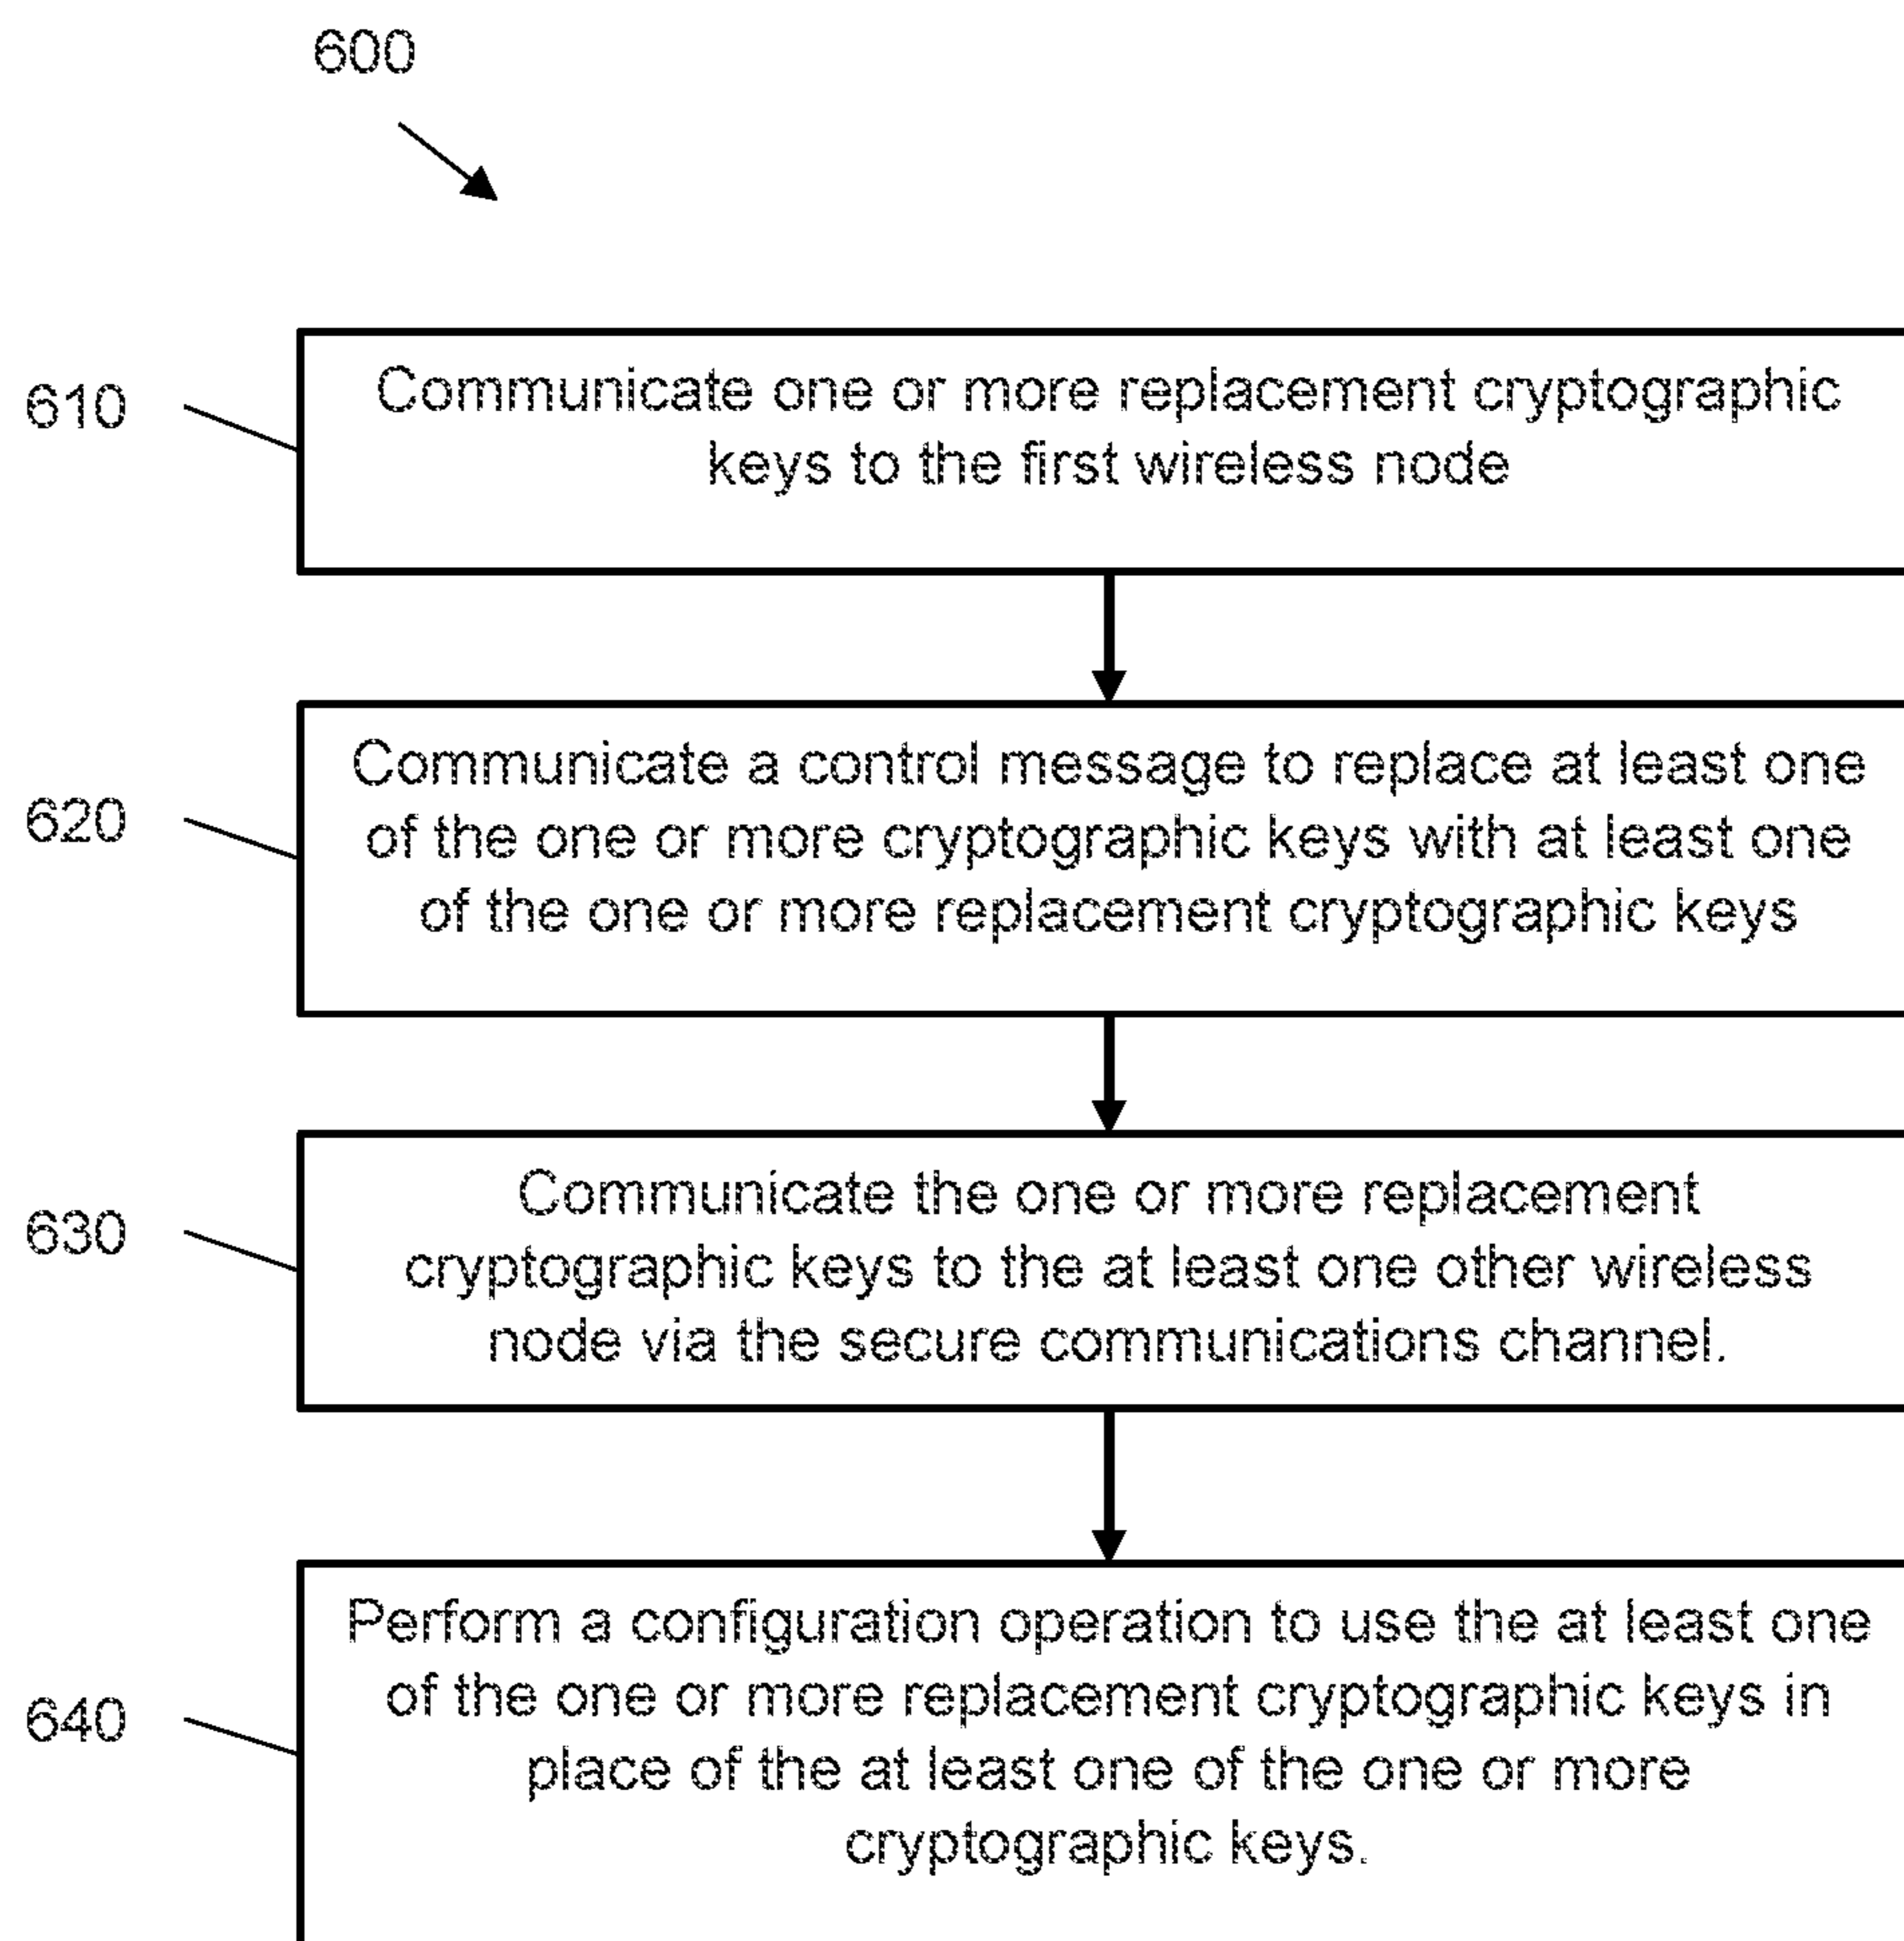 600
610
Communicate one or more replacement cryptographic
keys to the first wireless node
620
Communicate a control message to replace at least one
of the one or more cryptographic keys with at least one
of the one or more replacement cryptographic keys
630
Communicate the one or more replacement
cryptographic keys to the at least one other wireless
node via the secure communications channel.
640
Perform a configuration operation to use the at least one
of the one or more replacement cryptographic keys in
place of the at least one of the one or more
cryptographic keys.